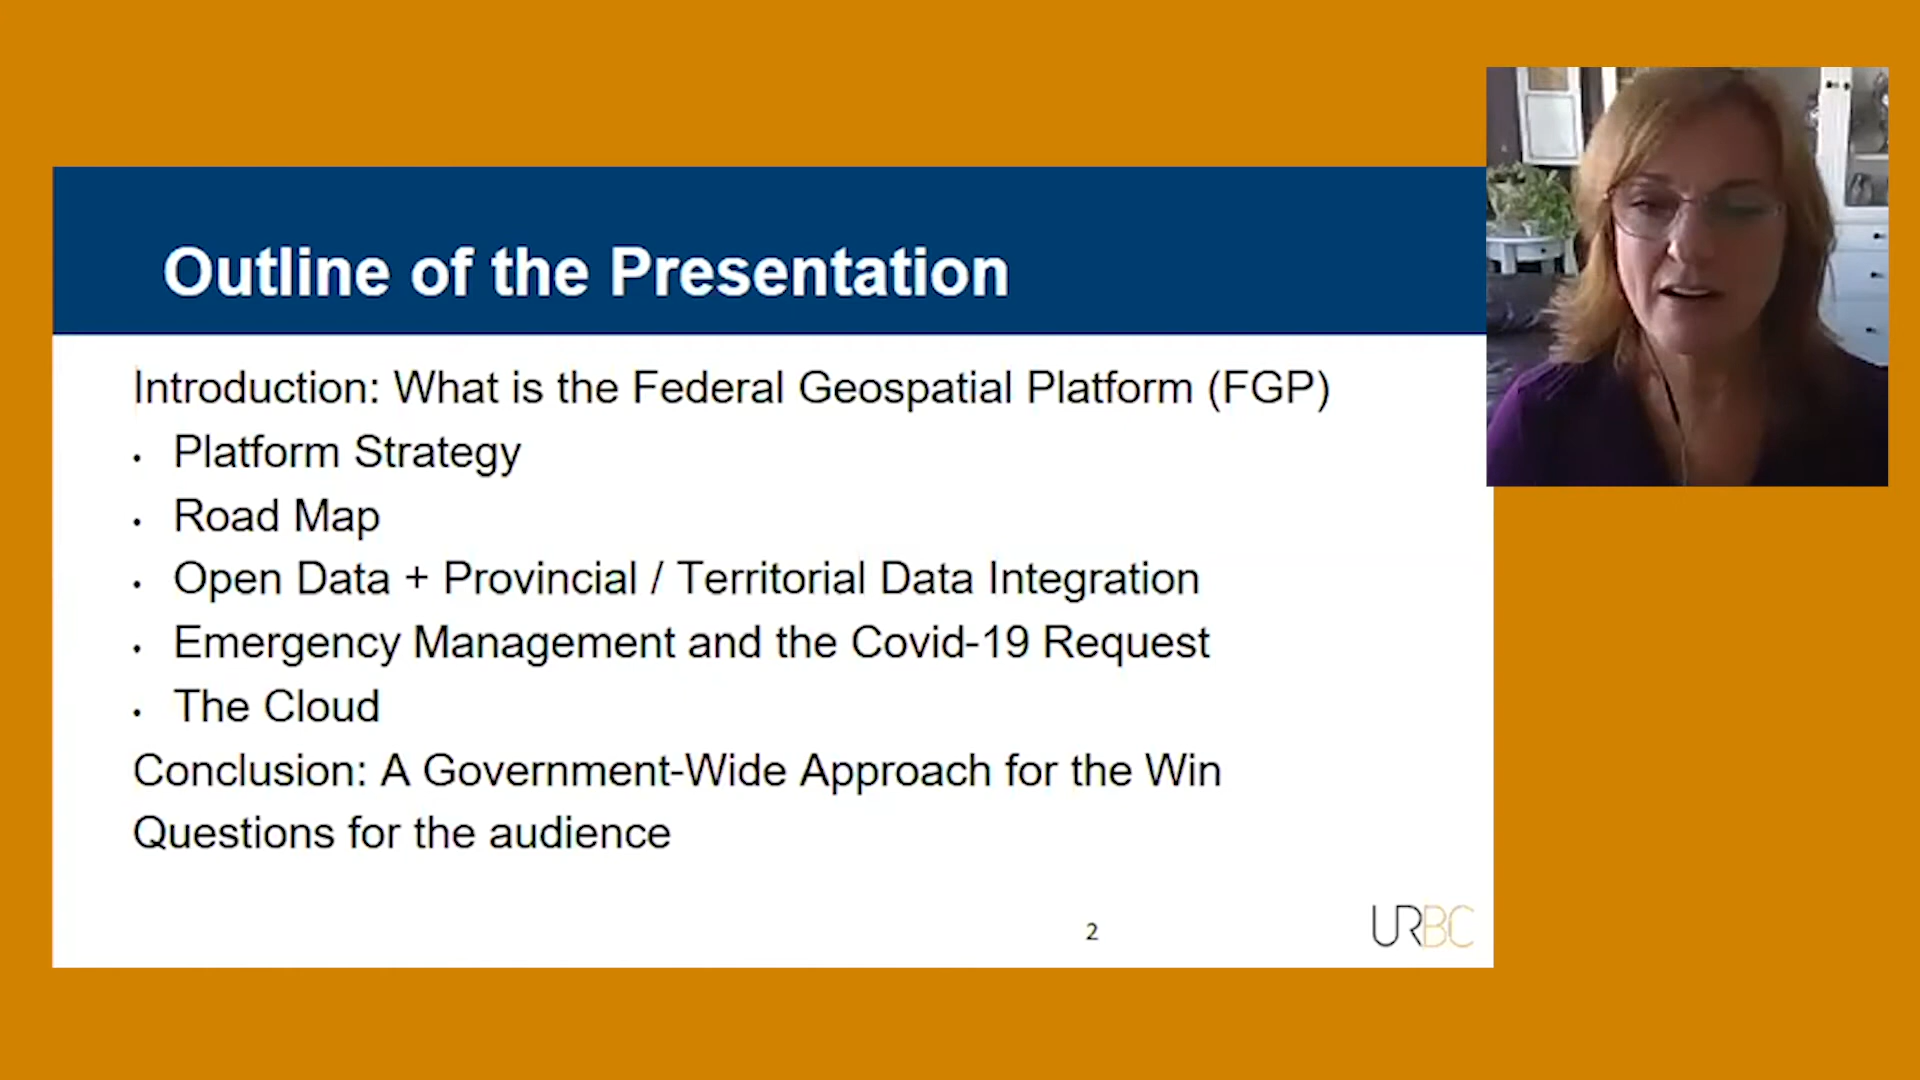 Outline of the Presentation
Introduction: What is the Federal Geospatial Platform (FGP)
• Platform Strategy
• Road Map
• Open Data + Provincial / Territorial Data Integration
• Emergency Management and the Covid-19 Request
• The Cloud
Conclusion: A Government-Wide Approach for the Win
Questions for the audience
2
URBC